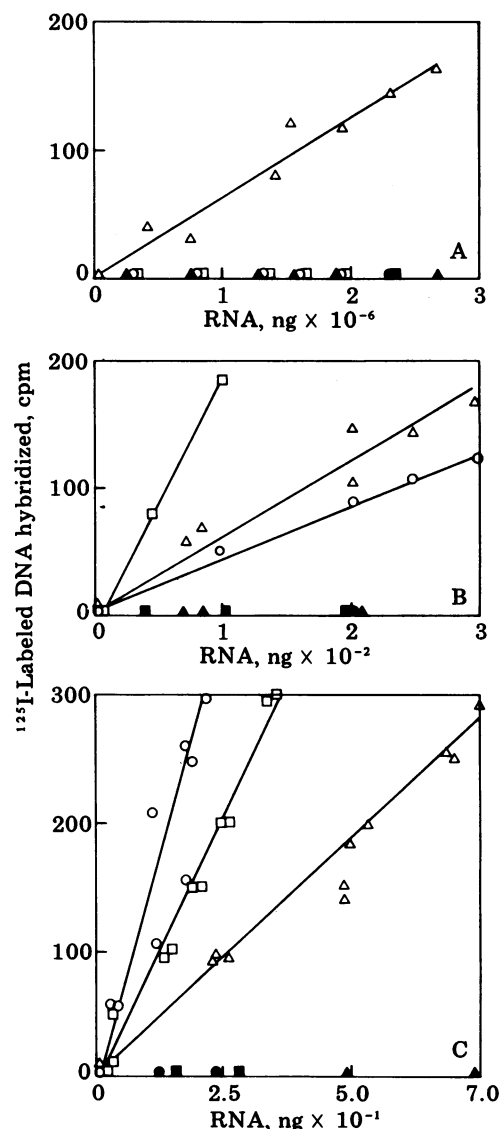 200
100
0
A
0 1 2 3
RNA, ng × 10⁻⁶
¹²⁵I-Labeled DNA hybridized, cpm
200
100
0
B
0 1 2 3
RNA, ng × 10⁻²
300
200
100
0
C
0 2.5 5.0 7.0
RNA, ng × 10⁻¹